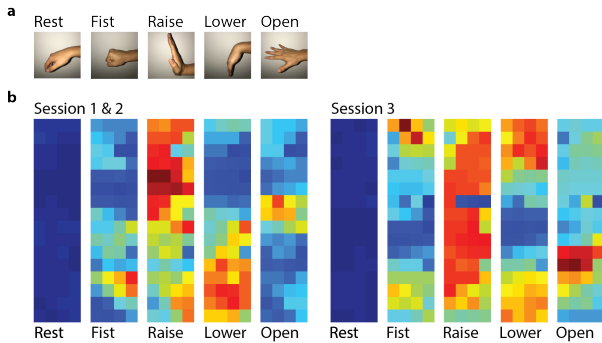 a
Rest Fist Raise Lower Open
b
Session 1 & 2 Session 3
Rest Fist Raise Lower Open Rest Fist Raise Lower Open